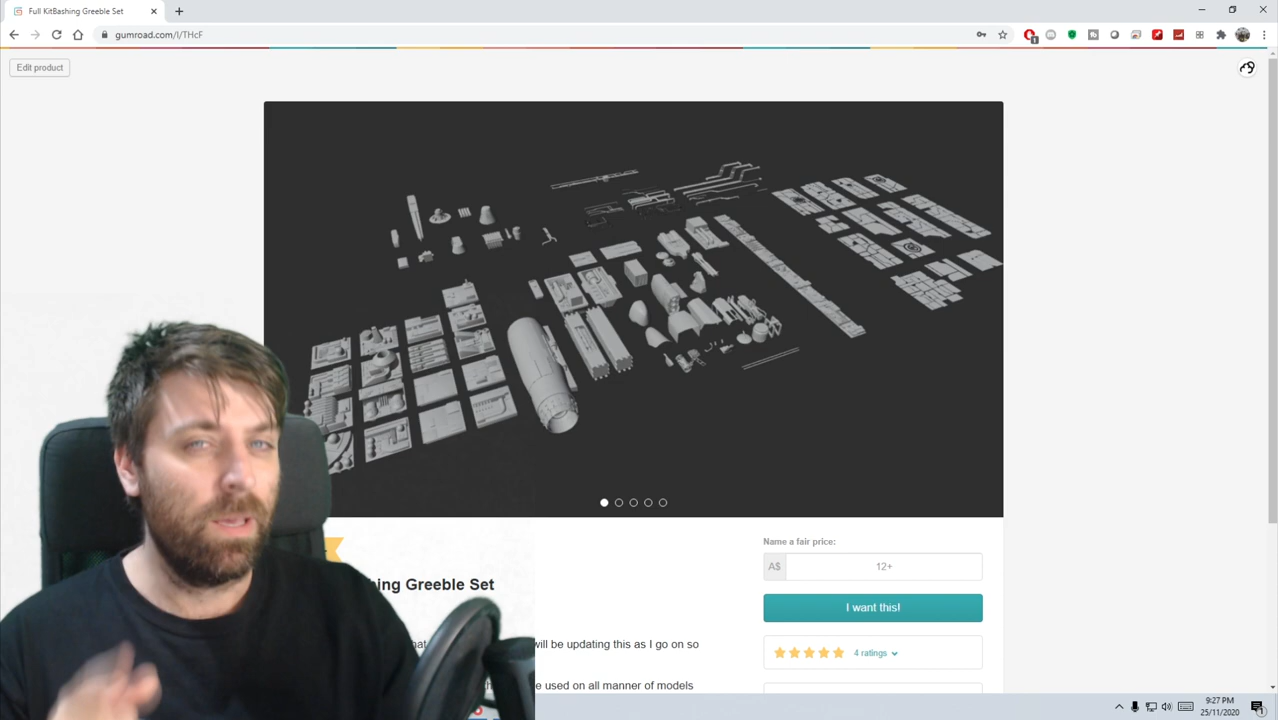 Full KitBashing Greeble Set
gumroad.com/l/THcF
1
Edit product
Name a fair price:
A$ 12+
hing Greeble Set
I want this!
will be updating this as I go on so
4 ratings
used on all manner of models
9:27 PM
25/11/2020
1